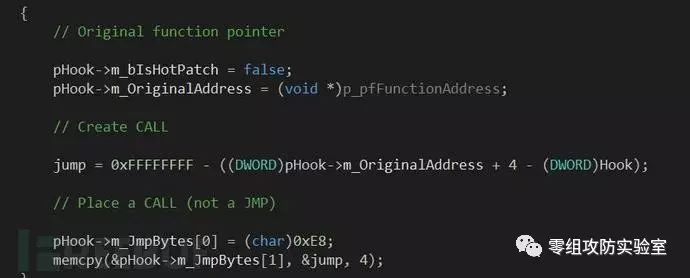 {
// Original function pointer
pHook->m_bIsHotPatch = false;
pHook->m_OriginalAddress = (void *)p_pfFunctionAddress;
// Create CALL
jump = 0xFFFFFFFF - ((DWORD)pHook->m_OriginalAddress + 4 - (DWORD)Hook);
// Place a CALL (not a JMP)
pHook->m_JmpBytes[0] = (char)0xE8;
memcpy(&pHook->m_JmpBytes[1], &jump, 4);
}
零组攻防实验室